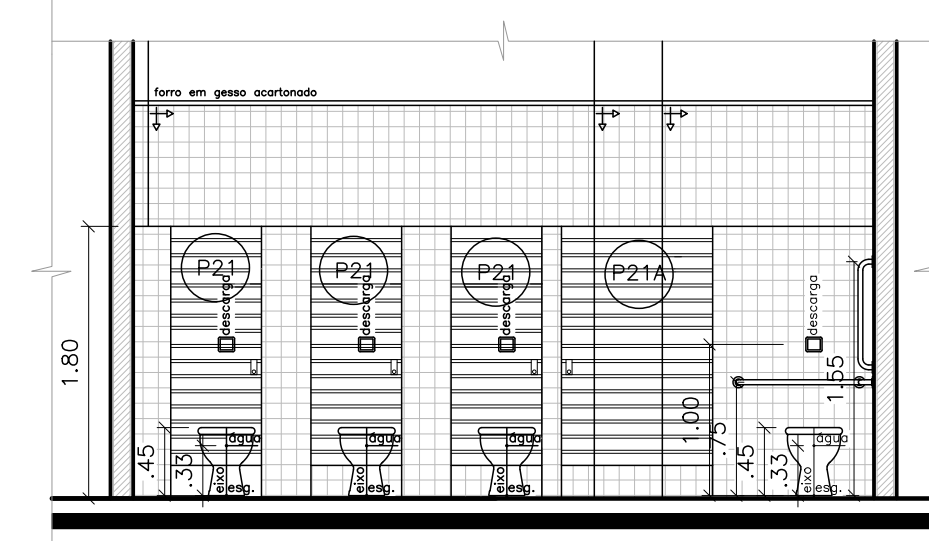 forro em gesso acartonado
P21
P21
P21
P21A
descarga
descarga
descarga
descarga
1.80
1.55
1.00
.75
.45
.33
.45
.33
água
água
água
água
eixo
esg.
eixo
esg.
eixo
esg.
eixo
esg.